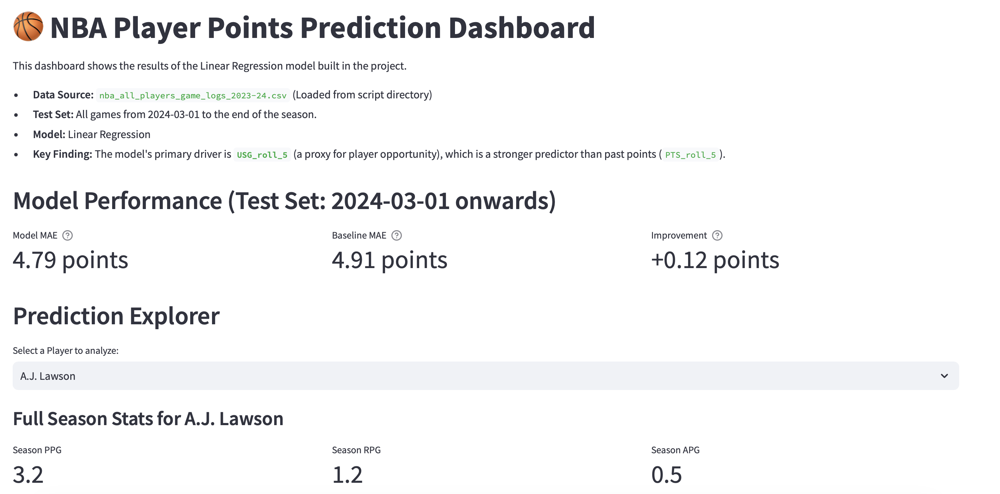 NBA Player Points Prediction Dashboard
This dashboard shows the results of the Linear Regression model built in the project.
• Data Source: nba_all_players_game_logs_2023-24.csv (Loaded from script directory)
• Test Set: All games from 2024-03-01 to the end of the season.
• Model: Linear Regression
• Key Finding: The model's primary driver is USG_roll_5 (a proxy for player opportunity), which is a stronger predictor than past points ( PTS_roll_5 ).
Model Performance (Test Set: 2024-03-01 onwards)
Model MAE ?
4.79 points
Baseline MAE ?
4.91 points
Improvement ?
+0.12 points
Prediction Explorer
Select a Player to analyze:
A.J. Lawson
Full Season Stats for A.J. Lawson
Season PPG
3.2
Season RPG
1.2
Season APG
0.5